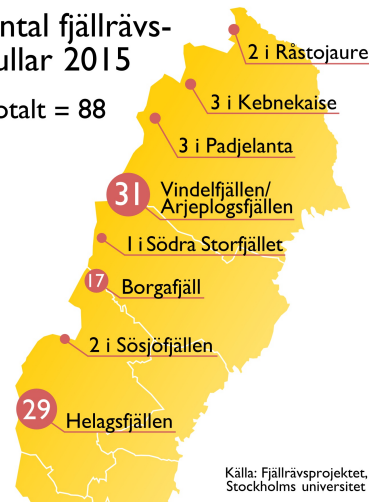 ntal fjällrävs-
ullar 2015
otalt = 88
2 i Råstojaure
3 i Kebnekaise
3 i Padjelanta
31 Vindelfjällen/
Arjeplogsfjällen
1 i Södra Storfjället
17 Borgafjäll
2 i Sösjöfjällen
29 Helagsfjällen
Källa: Fjällrävsprojektet,
Stockholms universitet